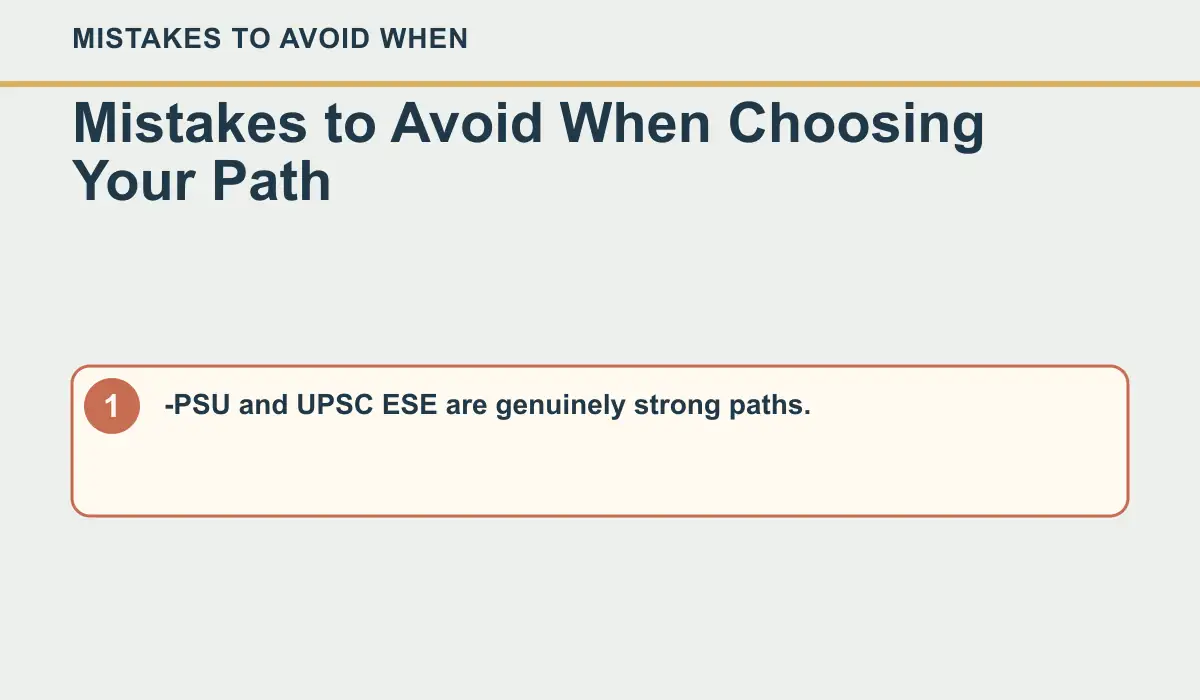 MISTAKES TO AVOID WHEN
Mistakes to Avoid When Choosing
Your Path
1 -PSU and UPSC ESE are genuinely strong paths.